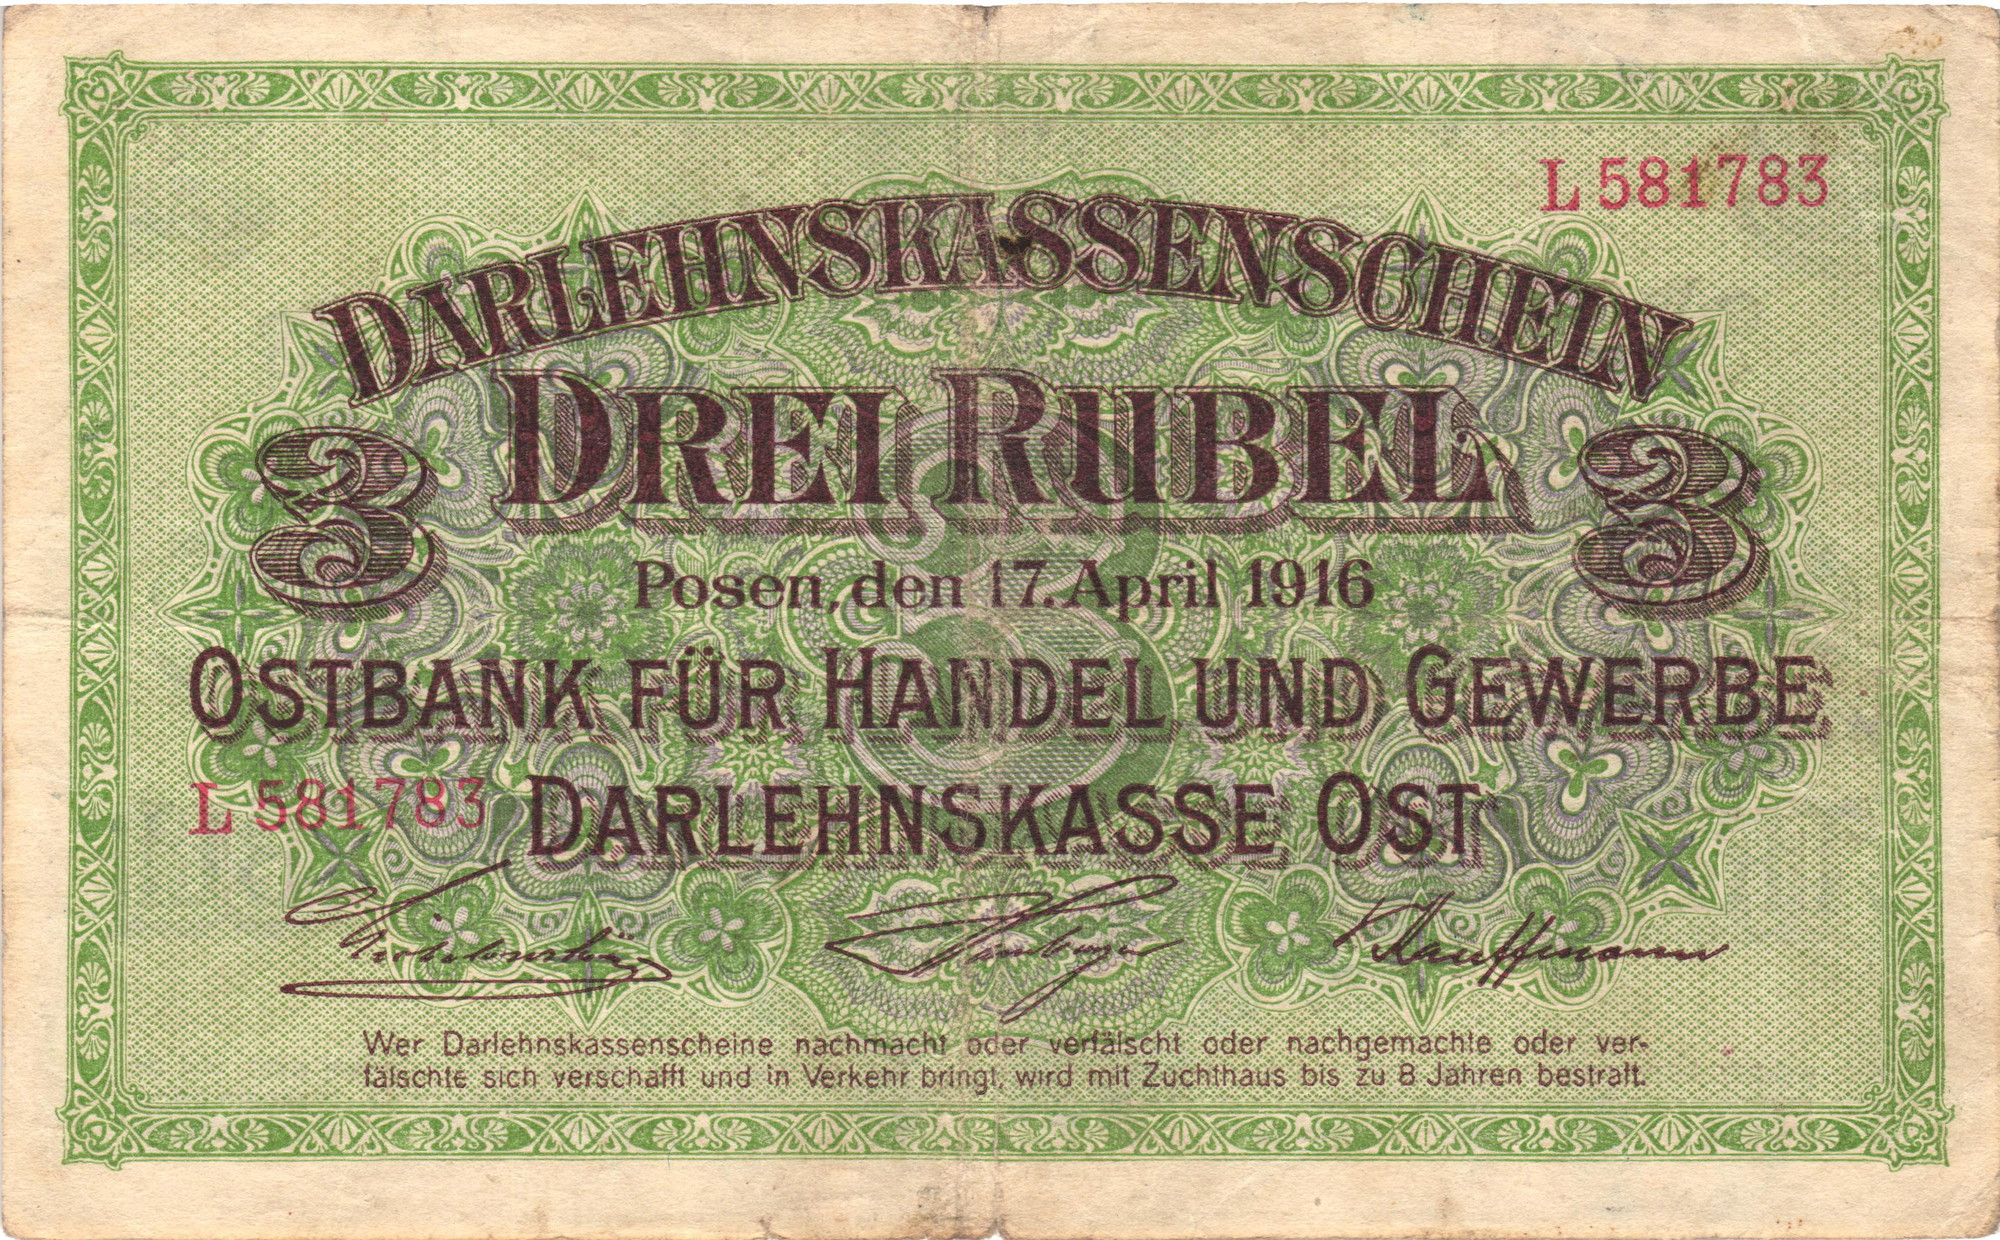 L 581783
DARLEHNSKASSENSCHEIN
DREI RUBEL
3 3
Posen, den 17. April 1916
OSTBANK FÜR HANDEL UND GEWERBE,
DARLEHNSKASSE OST
L 581783
Kauffmann
Wer Darlehnskassenscheine nachmacht oder verfälscht oder nachgemachte oder ver-
fälschte sich verschafft und in Verkehr bringt, wird mit Zuchthaus bis zu 8 Jahren bestraft.